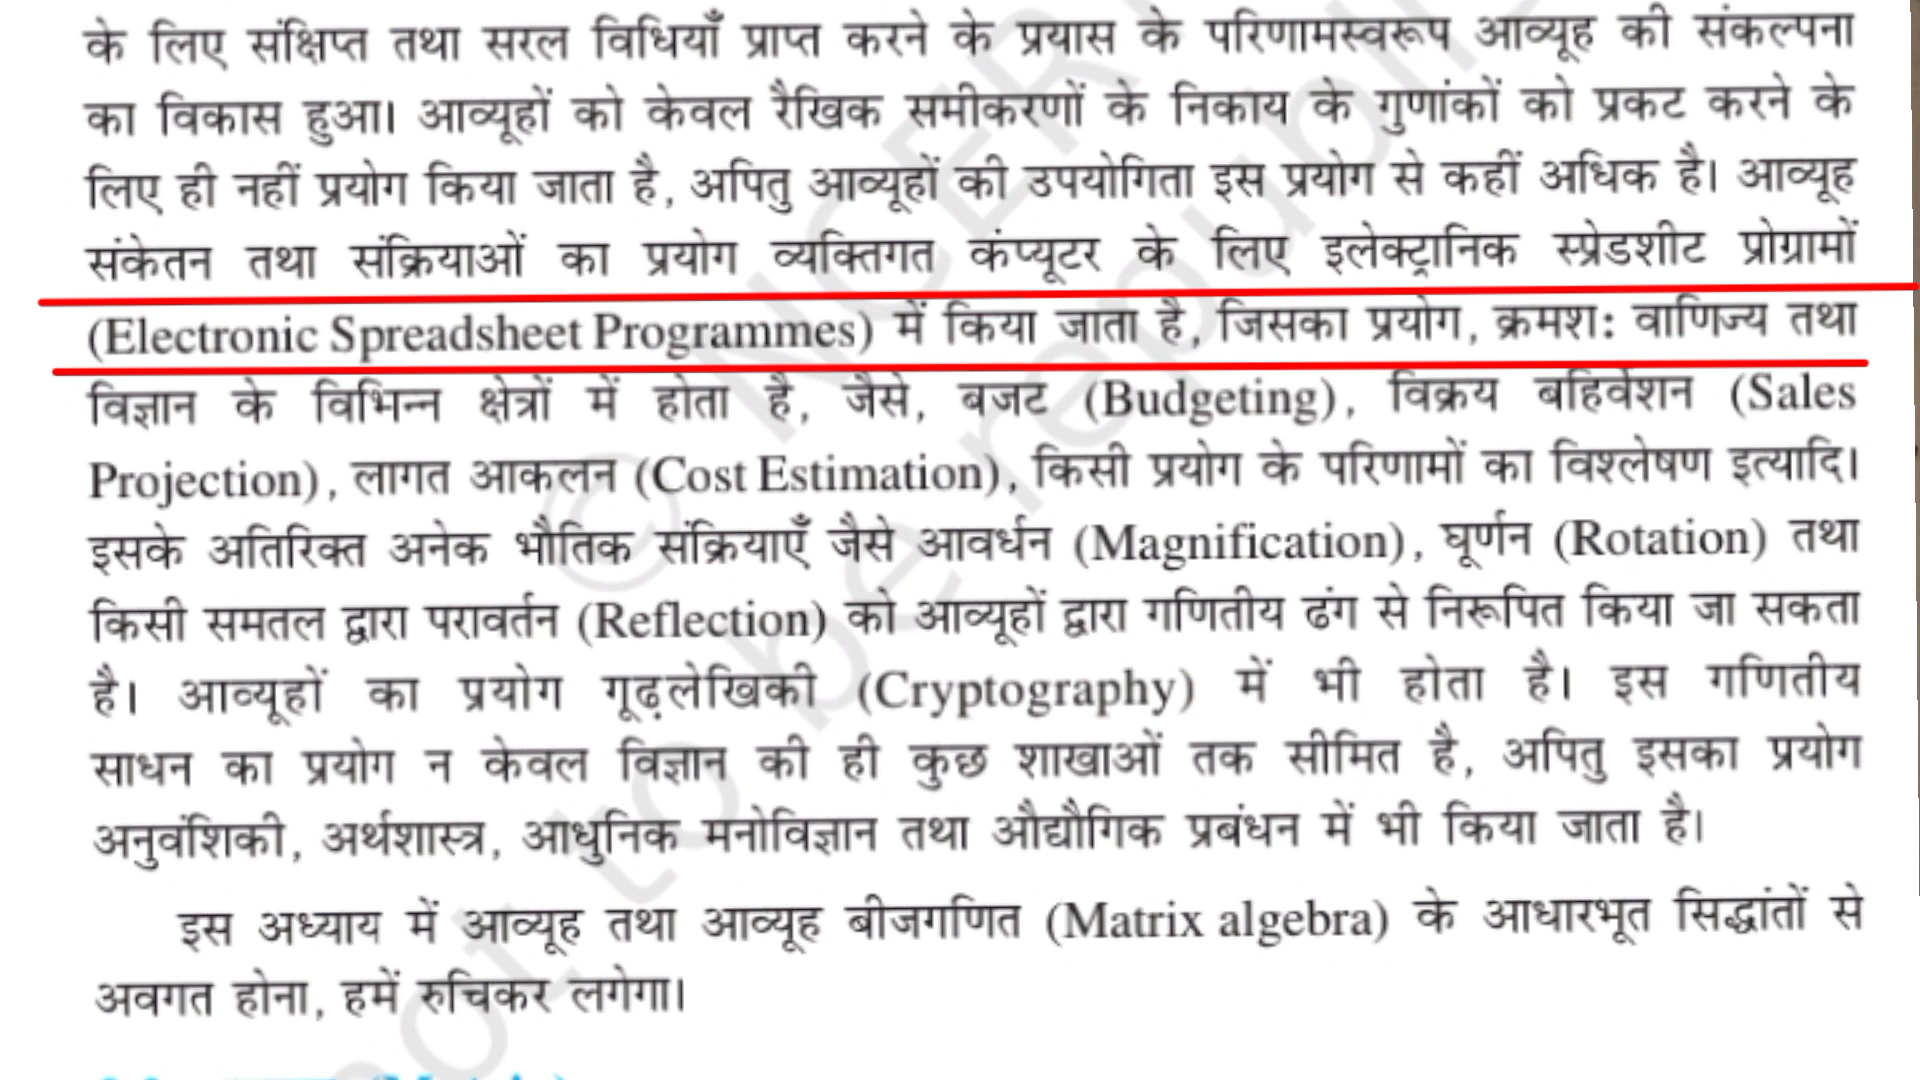 के लिए संक्षिप्त तथा सरल विधियाँ प्राप्त करने के प्रयास के परिणामस्वरूप आव्यूह की संकल्पना
का विकास हुआ। आव्यूहों को केवल रैखिक समीकरणों के निकाय के गुणांकों को प्रकट करने के
लिए ही नहीं प्रयोग किया जाता है, अपितु आव्यूहों की उपयोगिता इस प्रयोग से कहीं अधिक है। आव्यूह
संकेतन तथा संक्रियाओं का प्रयोग व्यक्तिगत कंप्यूटर के लिए इलेक्ट्रानिक स्प्रेडशीट प्रोग्रामों
(Electronic Spreadsheet Programmes) में किया जाता है, जिसका प्रयोग, क्रमशः वाणिज्य तथा
विज्ञान के विभिन्न क्षेत्रों में होता है, जैसे, बजट (Budgeting), विक्रय बहिर्वेशन (Sales
Projection), लागत आकलन (Cost Estimation), किसी प्रयोग के परिणामों का विश्लेषण इत्यादि।
इसके अतिरिक्त अनेक भौतिक संक्रियाएँ जैसे आवर्धन (Magnification), घूर्णन (Rotation) तथा
किसी समतल द्वारा परावर्तन (Reflection) को आव्यूहों द्वारा गणितीय ढंग से निरूपित किया जा सकता
है। आव्यूहों का प्रयोग गूढ़लेखिकी (Cryptography) में भी होता है। इस गणितीय
साधन का प्रयोग न केवल विज्ञान की ही कुछ शाखाओं तक सीमित है, अपितु इसका प्रयोग
अनुवंशिकी, अर्थशास्त्र, आधुनिक मनोविज्ञान तथा औद्यौगिक प्रबंधन में भी किया जाता है।
इस अध्याय में आव्यूह तथा आव्यूह बीजगणित (Matrix algebra) के आधारभूत सिद्धांतों से
अवगत होना, हमें रुचिकर लगेगा।
© NCER
not to be republi